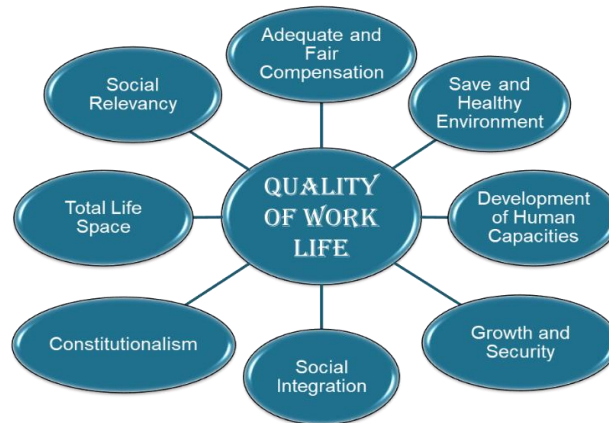 Adequate and
Fair
Compensation
Social
Relevancy
Save and
Healthy
Environment
QUALITY
OF WORK
LIFE
Total Life
Space
Development
of Human
Capacities
Constitutionalism
Social
Integration
Growth and
Security